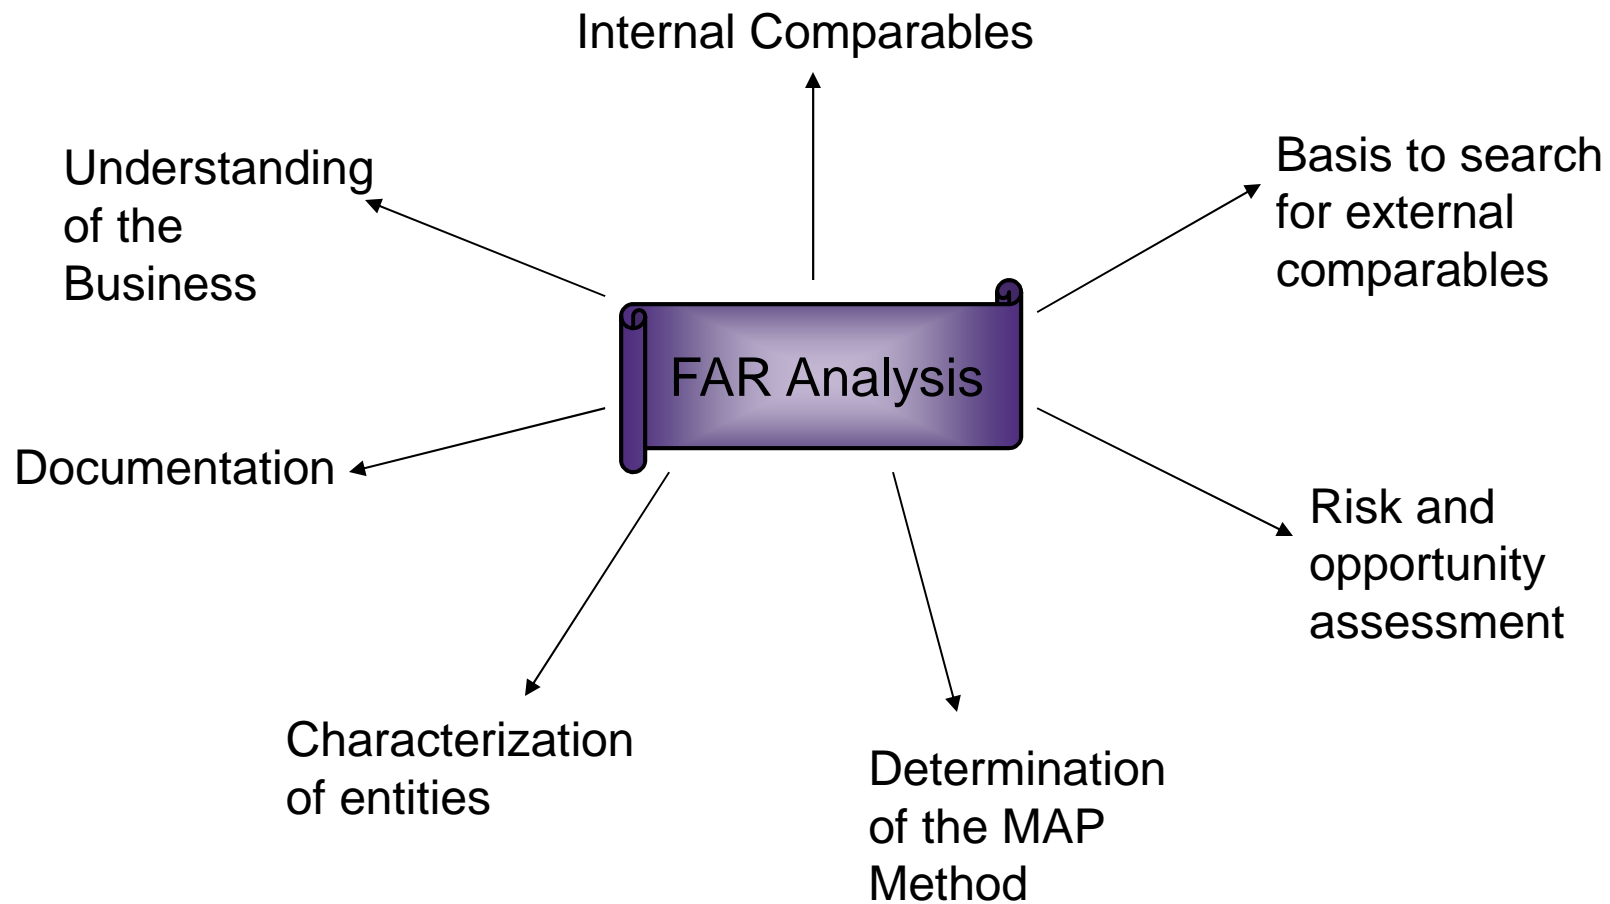 Internal Comparables
Understanding
of the
Business
Basis to search
for external
comparables
FAR Analysis
Documentation
Risk and
opportunity
assessment
Characterization
of entities
Determination
of the MAP
Method